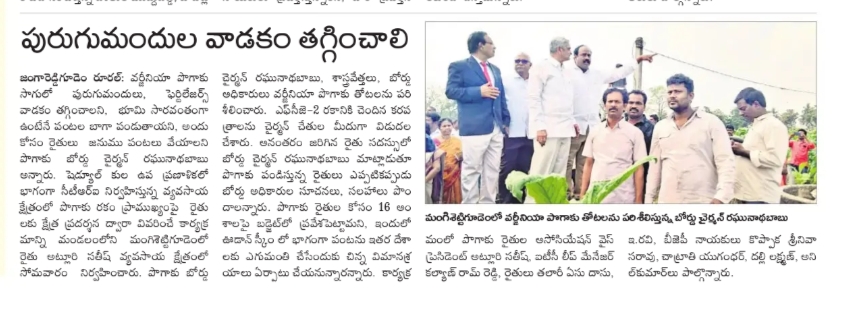 పురుగుమందుల వాడకం తగ్గించాలి
జంగారెడ్డిగూడెం రూరల్: వర్జీనియా పొగాకు
సాగులో పురుగుమందులు, ఫెర్టిలేజర్స్
వాడకం తగ్గించాలని, భూమి సారవంతంగా
ఉంటేనే పంటలు బాగా పండుతాయని, అందు
కోసం రైతులు జనుము పంటలు వేయాలని
పొగాకు బోర్డు చైర్మన్ రఘునాథబాబు
అన్నారు. షెడ్యూల్ కుల ఉప ప్రణాళికలో
భాగంగా సీటీఆర్ఐ నిర్వహిస్తున్న వ్యవసాయ
క్షేత్రంలో పొగాకు రకం ప్రాముఖ్యంపై రైతు
లకు క్షేత్ర ప్రదర్శన ద్వారా వివరించే కార్యక్ర
మాన్ని మండలంలోని మంగిశెట్టిగూడెంలో
రైతు అట్లూరి సతీష్ వ్యవసాయ క్షేత్రంలో
సోమవారం నిర్వహించారు. పొగాకు బోర్డు
చైర్మన్ రఘునాథబాబు, శాస్త్రవేత్తలు, బోర్డు
అధికారులు వర్జీనియా పొగాకు తోటలను పరి
శీలించారు. ఎఫ్‌సీజె–2 రకానికి చెందిన కరప
త్రాలను చైర్మన్ చేతుల మీదుగా విడుదల
చేశారు. అనంతరం జరిగిన రైతు సదస్సులో
బోర్డు చైర్మన్ రఘునాథబాబు మాట్లాడుతూ
పొగాకు పండిస్తున్న రైతులు ఎప్పటికప్పుడు
బోర్డు అధికారుల సూచనలు, సలహాలు పొం
దాలన్నారు. పొగాకు రైతుల కోసం 16 అం
శాలపై బడ్జెట్‌లో ప్రవేశపెట్టామని, ఇందులో
ఉడాన్ స్కీం లో భాగంగా పంటను ఇతర దేశా
లకు ఎగుమతి చేసేందుకు చిన్న విమానశ్ర
యాలు ఏర్పాటు చేయనున్నారన్నారు. కార్యక్ర
మంగిశెట్టిగూడెంలో వర్జీనియా పొగాకు తోటలను పరిశీలిస్తున్న బోర్డు చైర్మన్ రఘునాథబాబు
మంలో పొగాకు రైతుల అసోసియేషన్ వైస్
ప్రెసిడెంట్ అట్లూరి సతీష్, ఐటీసీ లీప్ మేనేజర్
కల్యాణ్ రామ్ రెడ్డి, రైతులు తలారీ ఏసు దాసు,
ఇ.రవి, బీజెపీ నాయకులు కొప్పాక శ్రీనివా
సరావు, చాట్రాతి యుగంధర్, దల్లి లక్ష్మణ్, అని
ల్‌కుమార్‌లు పాల్గొన్నారు.